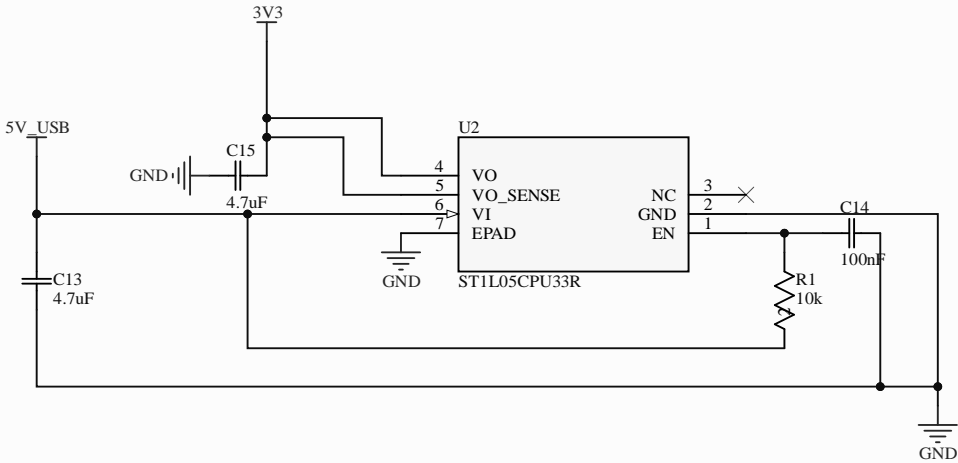 3V3
5V_USB
U2
C15
GND
4.7uF
4 VO
5 VO_SENSE
6 VI
7 EPAD
NC 3
GND 2
EN 1
C14
100nF
GND
ST1L05CPU33R
C13
4.7uF
R1
10k
2
GND